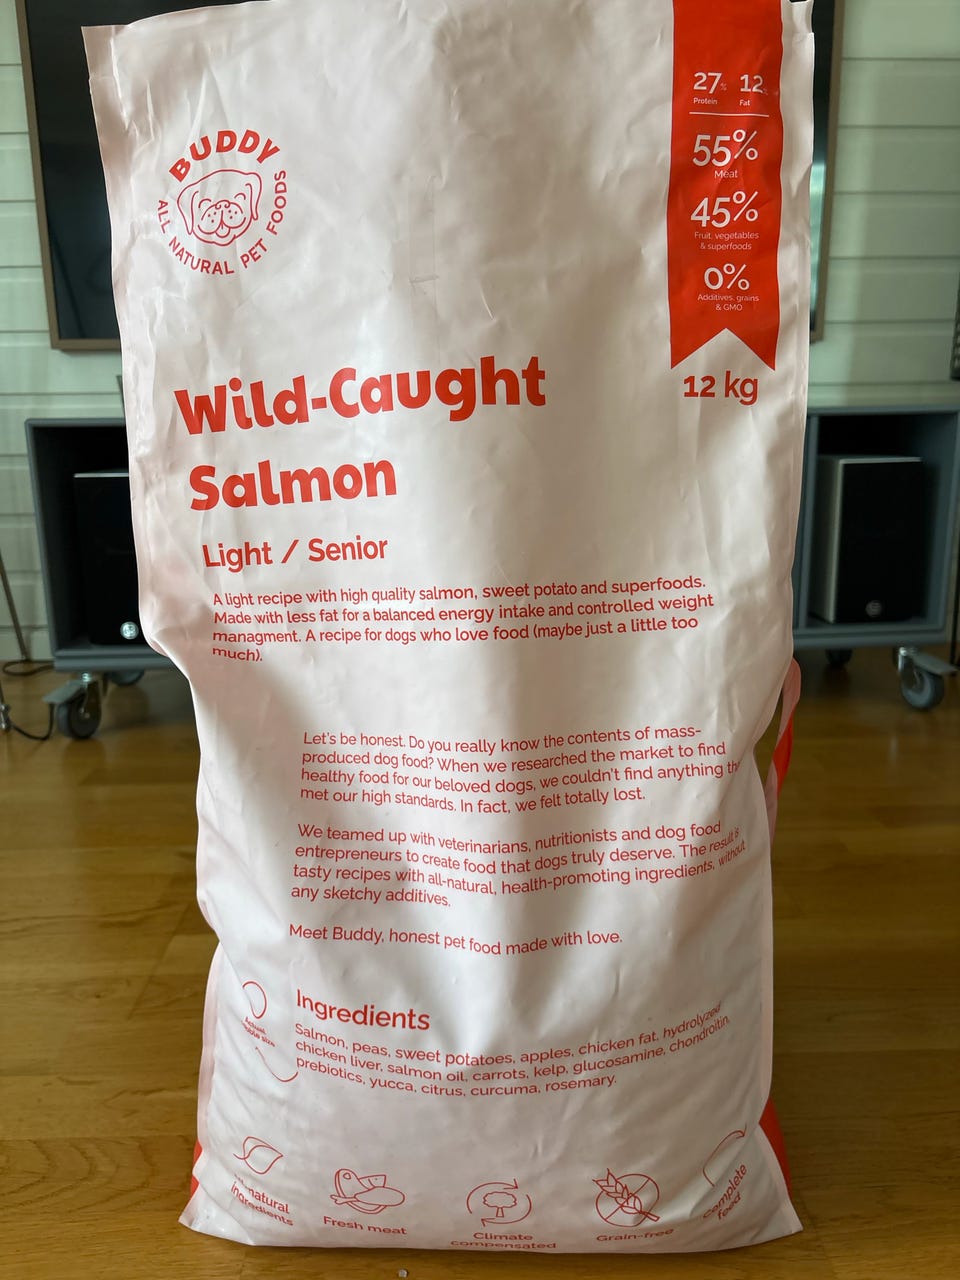 BUDDY
ALL NATURAL PET FOODS
27% 12%
Protein Fat
55%
Meat
45%
Fruit, vegetables
& superfoods
0%
Additives, grains
& GMO
12 kg
Wild-Caught
Salmon
Light / Senior
A light recipe with high quality salmon, sweet potato and superfoods.
Made with less fat for a balanced energy intake and controlled weight
managment. A recipe for dogs who love food (maybe just a little too
much).
Let's be honest. Do you really know the contents of mass-
produced dog food? When we researched the market to find
healthy food for our beloved dogs, we couldn't find anything th
met our high standards. In fact, we felt totally lost.
We teamed up with veterinarians, nutritionists and dog food
entrepreneurs to create food that dogs truly deserve. The result is
tasty recipes with all-natural, health-promoting ingredients, without
any sketchy additives.
Meet Buddy, honest pet food made with love.
Ingredients
Salmon, peas, sweet potatoes, apples, chicken fat, hydrolyzed
chicken liver, salmon oil, carrots, kelp, glucosamine, chondroitin,
prebiotics, yucca, citrus, curcuma, rosemary.
Actual
size
natural
ingredients
Fresh meat
Climate
compensated
Grain-free
Complete
feed